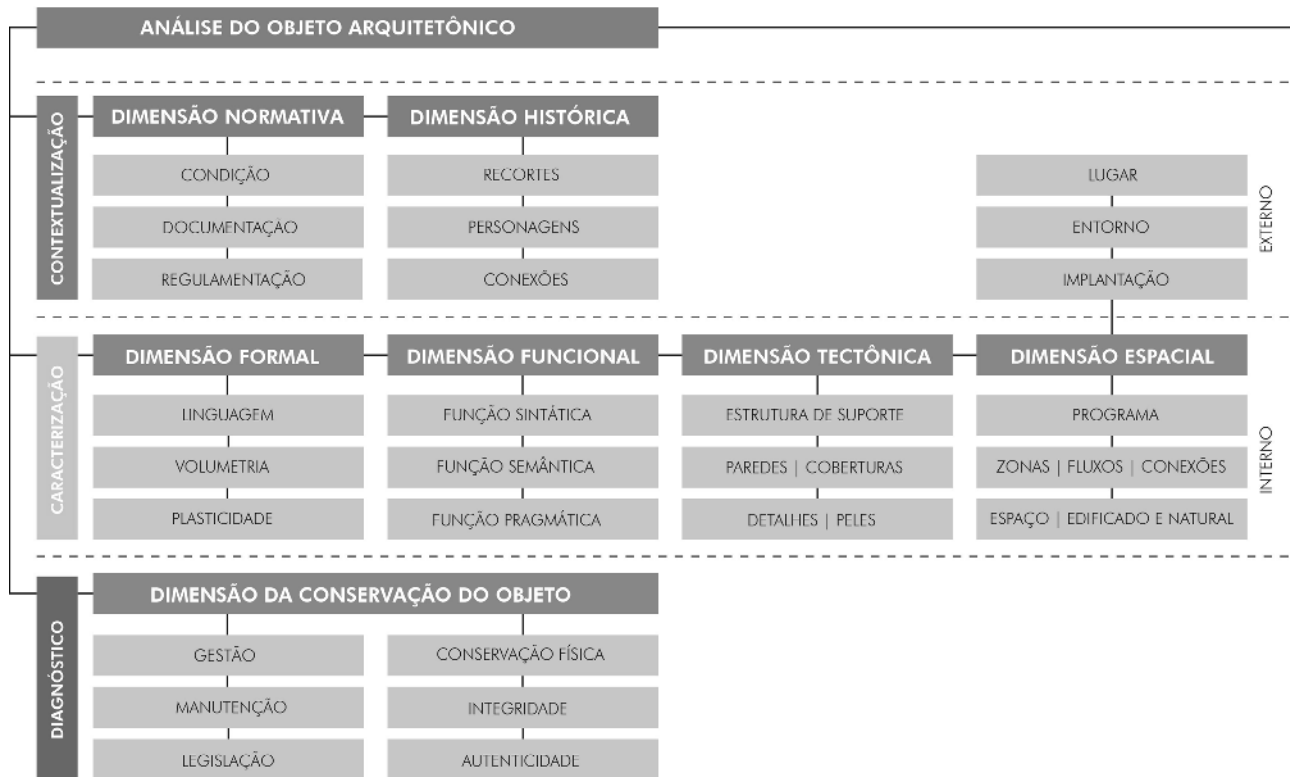 ANÁLISE DO OBJETO ARQUITETÔNICO
CONTEXTUALIZAÇÃO
DIMENSÃO NORMATIVA
CONDIÇÃO
DOCUMENTAÇÃO
REGULAMENTAÇÃO
DIMENSÃO HISTÓRICA
RECORTES
PERSONAGENS
CONEXÕES
LUGAR
ENTORNO
IMPLANTAÇÃO
EXTERNO
CARACTERIZAÇÃO
DIMENSÃO FORMAL
LINGUAGEM
VOLUMETRIA
PLASTICIDADE
DIMENSÃO FUNCIONAL
FUNÇÃO SINTÁTICA
FUNÇÃO SEMÂNTICA
FUNÇÃO PRAGMÁTICA
DIMENSÃO TECTÔNICA
ESTRUTURA DE SUPORTE
PAREDES | COBERTURAS
DETALHES | PELES
DIMENSÃO ESPACIAL
PROGRAMA
ZONAS | FLUXOS | CONEXÕES
ESPAÇO | EDIFICADO E NATURAL
INTERNO
DIAGNÓSTICO
DIMENSÃO DA CONSERVAÇÃO DO OBJETO
GESTÃO
MANUTENÇÃO
LEGISLAÇÃO
CONSERVAÇÃO FÍSICA
INTEGRIDADE
AUTENTICIDADE